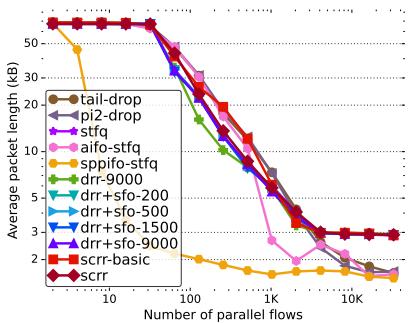 Average packet length (kB)
50
30
20
10
5
3
2
tail-drop
pi2-drop
stfq
aifo-stfq
sppifo-stfq
drr-9000
drr+sfo-200
drr+sfo-500
drr+sfo-1500
drr+sfo-9000
scrr-basic
scrr
10 100 1K 10K
Number of parallel flows